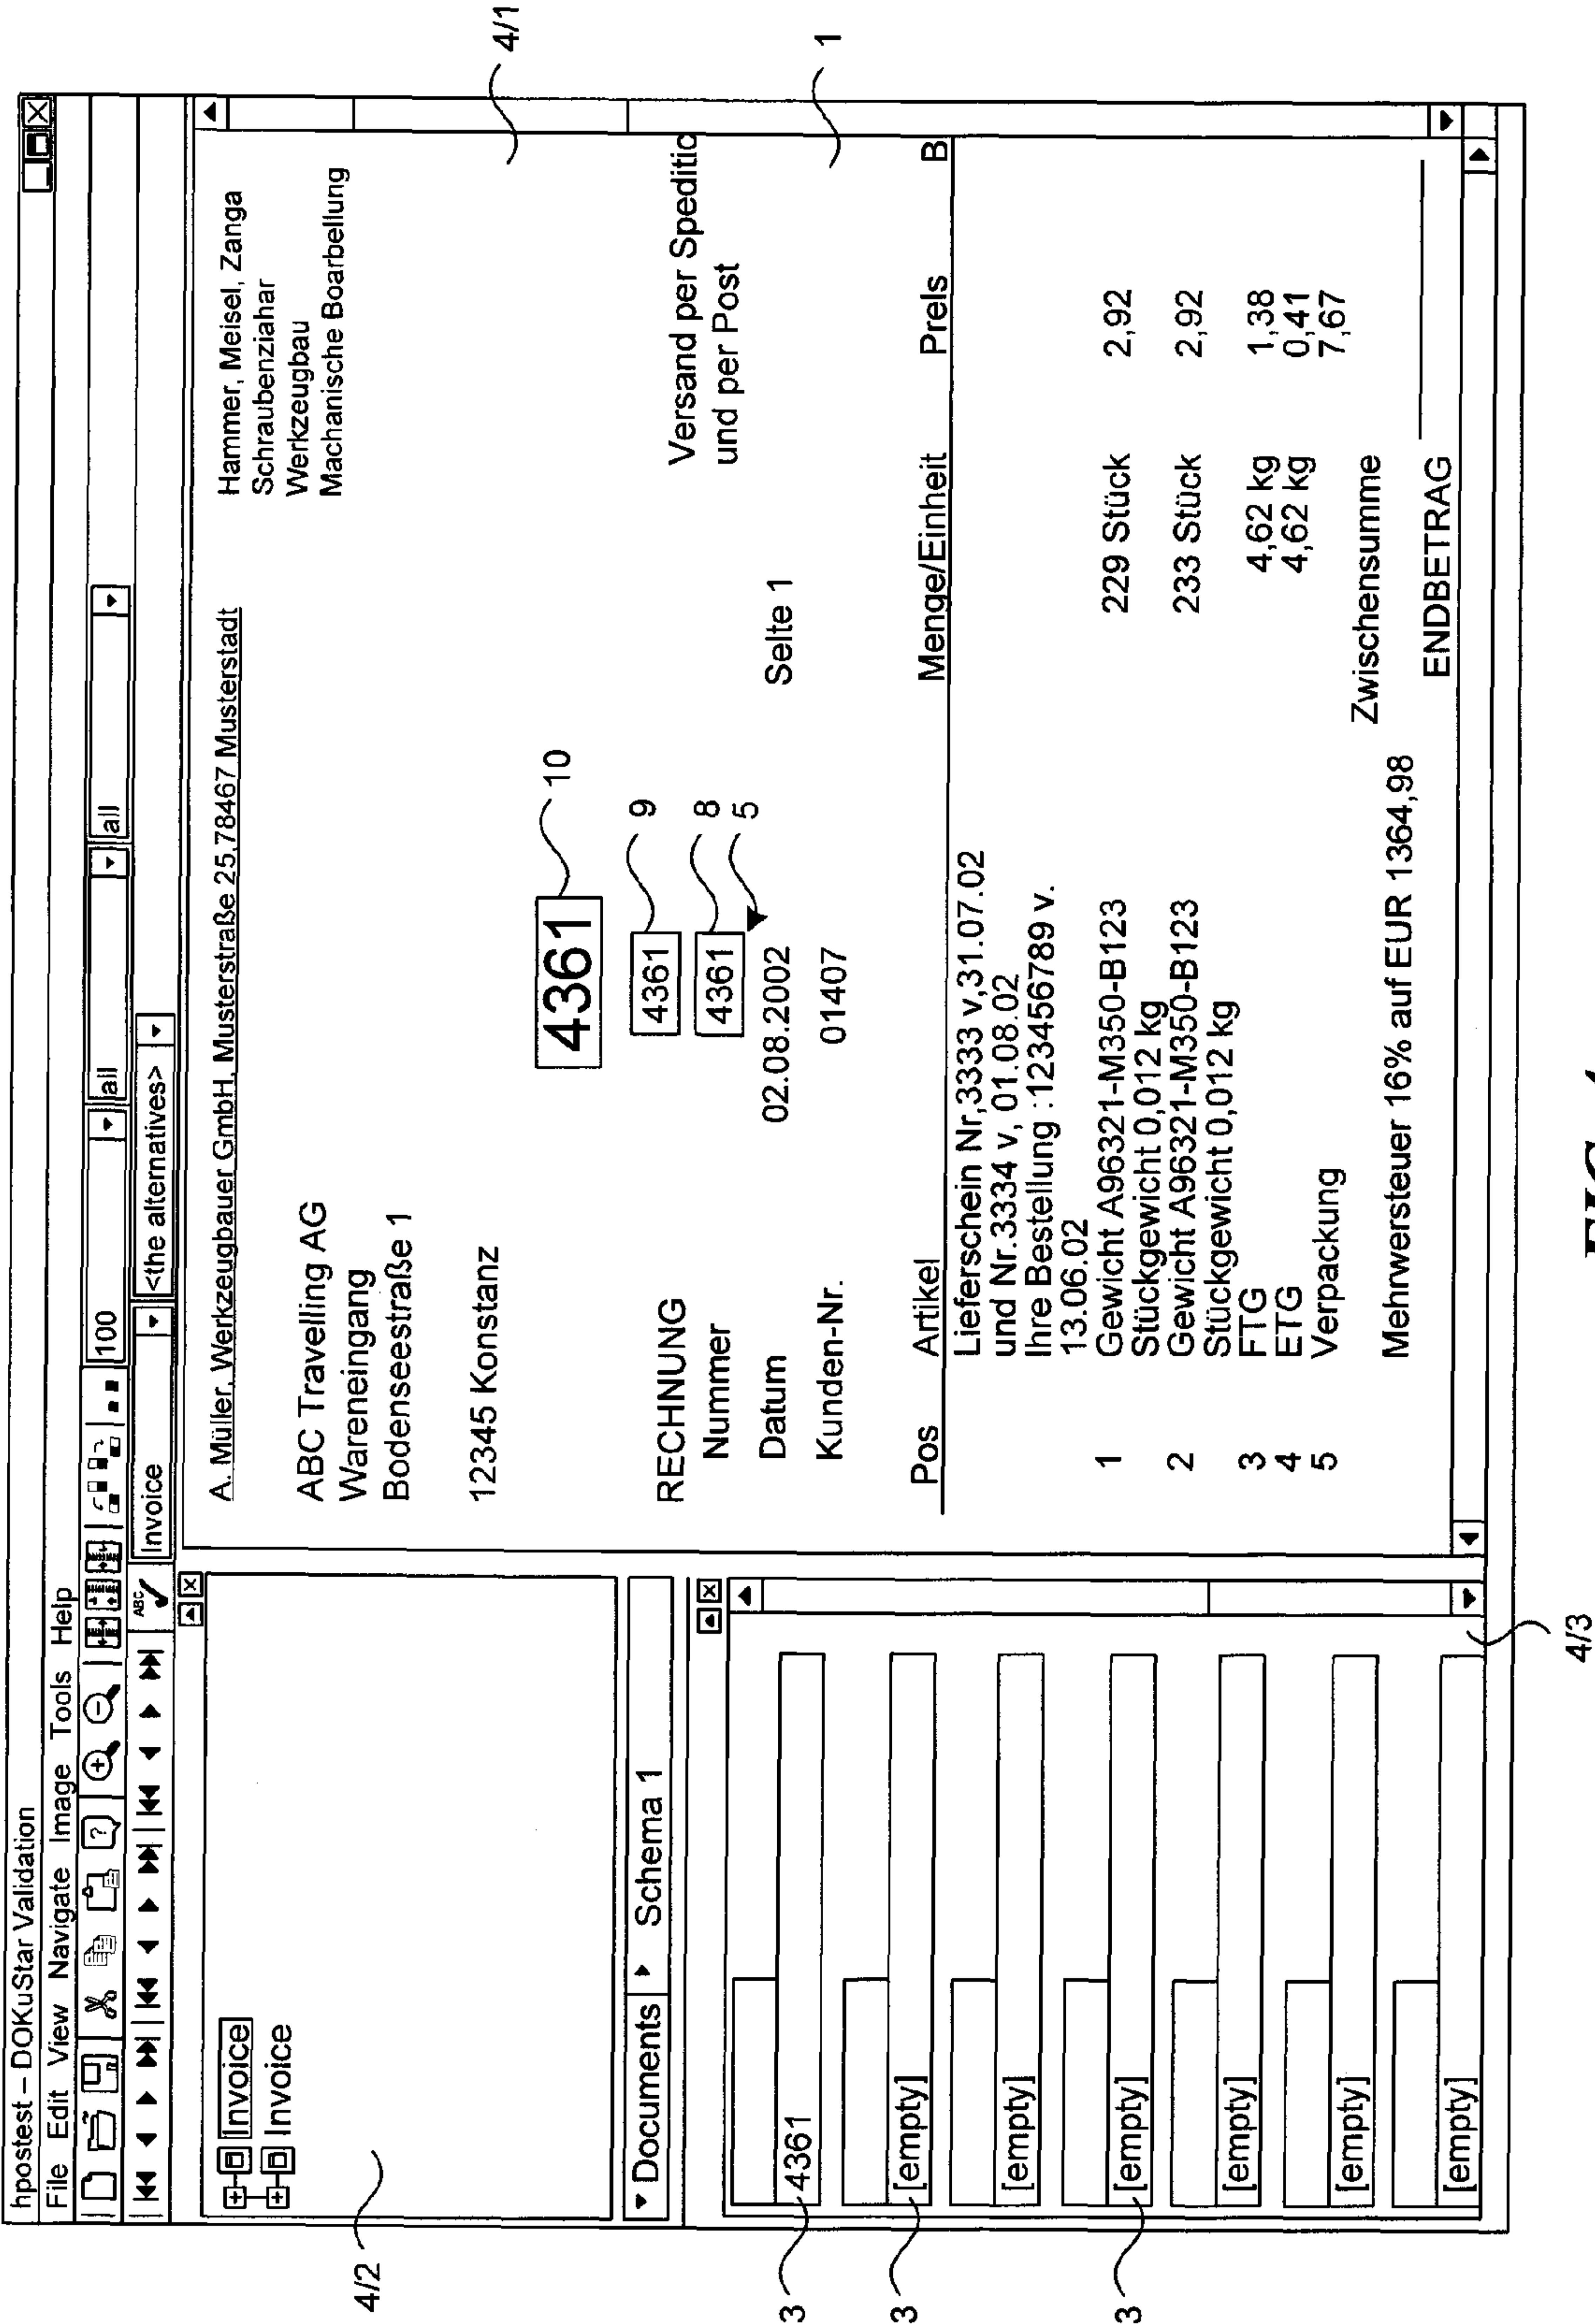 hpostest – DOKuStar Validation
File Edit View Navigate Image Tools Help
100
all
all
ABC
Invoice
<the alternatives>
Invoice
Invoice
4/2
Documents
Schema 1
4361
[empty]
[empty]
[empty]
[empty]
[empty]
[empty]
3
3
3
4/3
A. Müller, Werkzeugbauer GmbH, Musterstraße 25,78467 Musterstadt
Hammer, Meisel, Zanga
Schraubenziahar
Werkzeugbau
Machanische Boarbellung
4/1
ABC Travelling AG
Wareneingang
Bodenseestraße 1
12345 Konstanz
4361
10
RECHNUNG
4361
9
Versand per Speditio
und per Post
Nummer
4361
8
5
Datum
02.08.2002
Selte 1
Kunden-Nr.
01407
1
Pos Artikel Menge/Einheit Prels B
Lieferschein Nr,3333 v,31.07.02
und Nr.3334 v, 01.08.02
Ihre Bestellung :123456789 v.
13.06.02
1 Gewicht A96321-M350-B123 229 Stück 2,92
Stückgewicht 0,012 kg
2 Gewicht A96321-M350-B123 233 Stück 2,92
Stückgewicht 0,012 kg
3 FTG 4,62 kg 1,38
4 ETG 4,62 kg 0,41
5 Verpackung 7,67
Zwischensumme
Mehrwersteuer 16% auf EUR 1364,98
ENDBETRAG